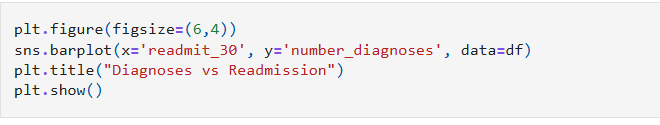 plt.figure(figsize=(6,4))
sns.barplot(x='readmit_30', y='number_diagnoses', data=df)
plt.title("Diagnoses vs Readmission")
plt.show()